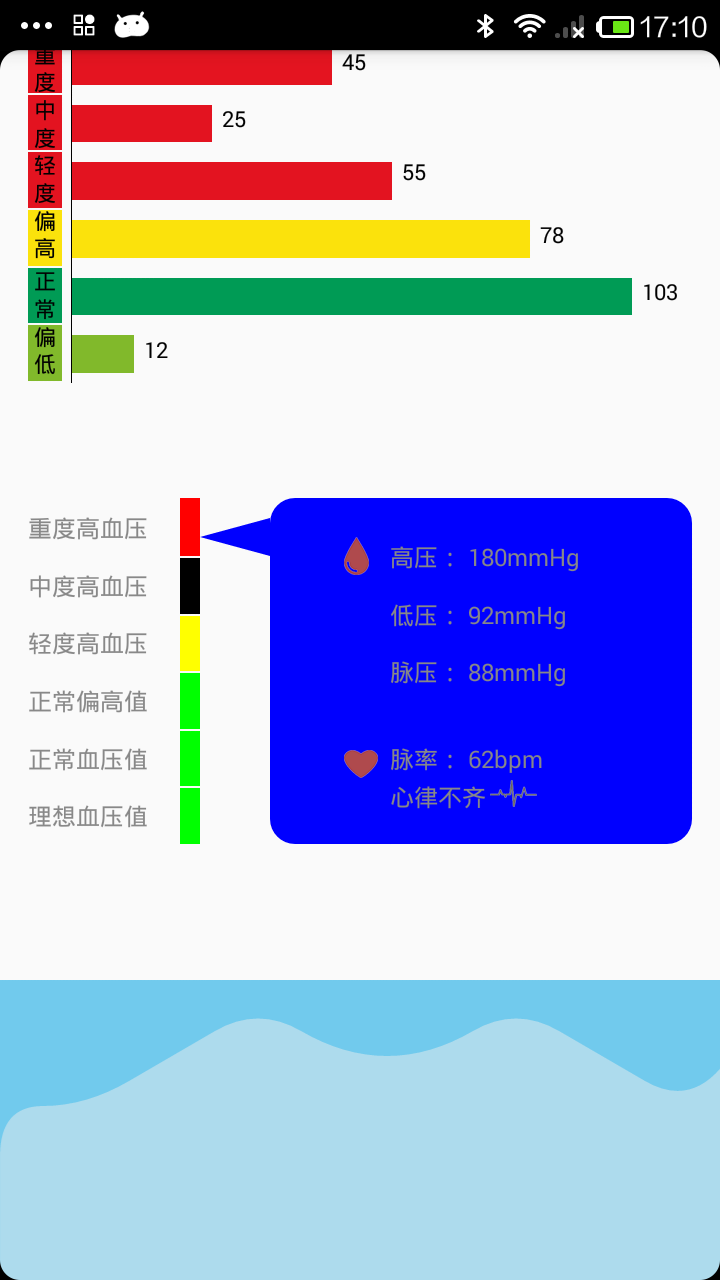 17:10
重度 45
中度 25
轻度 55
偏高 78
正常 103
偏低 12
重度高血压
中度高血压
轻度高血压
正常偏高值
正常血压值
理想血压值
高压： 180mmHg
低压： 92mmHg
脉压： 88mmHg
脉率： 62bpm
心律不齐